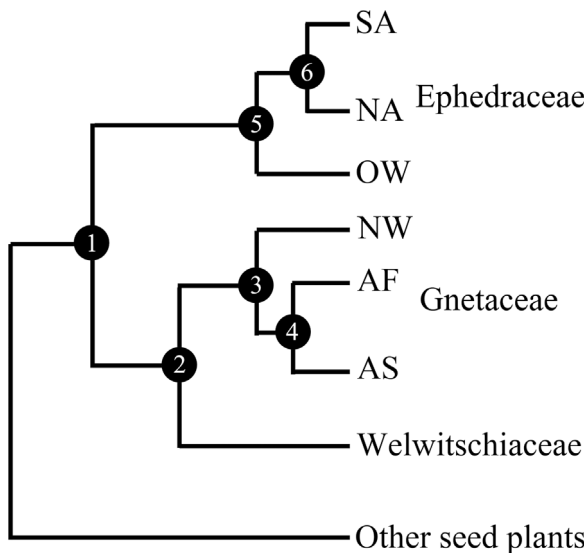 SA
6
NA
Ephedraceae
5
OW
NW
1
3
AF
Gnetaceae
4
2
AS
Welwitschiaceae
Other seed plants